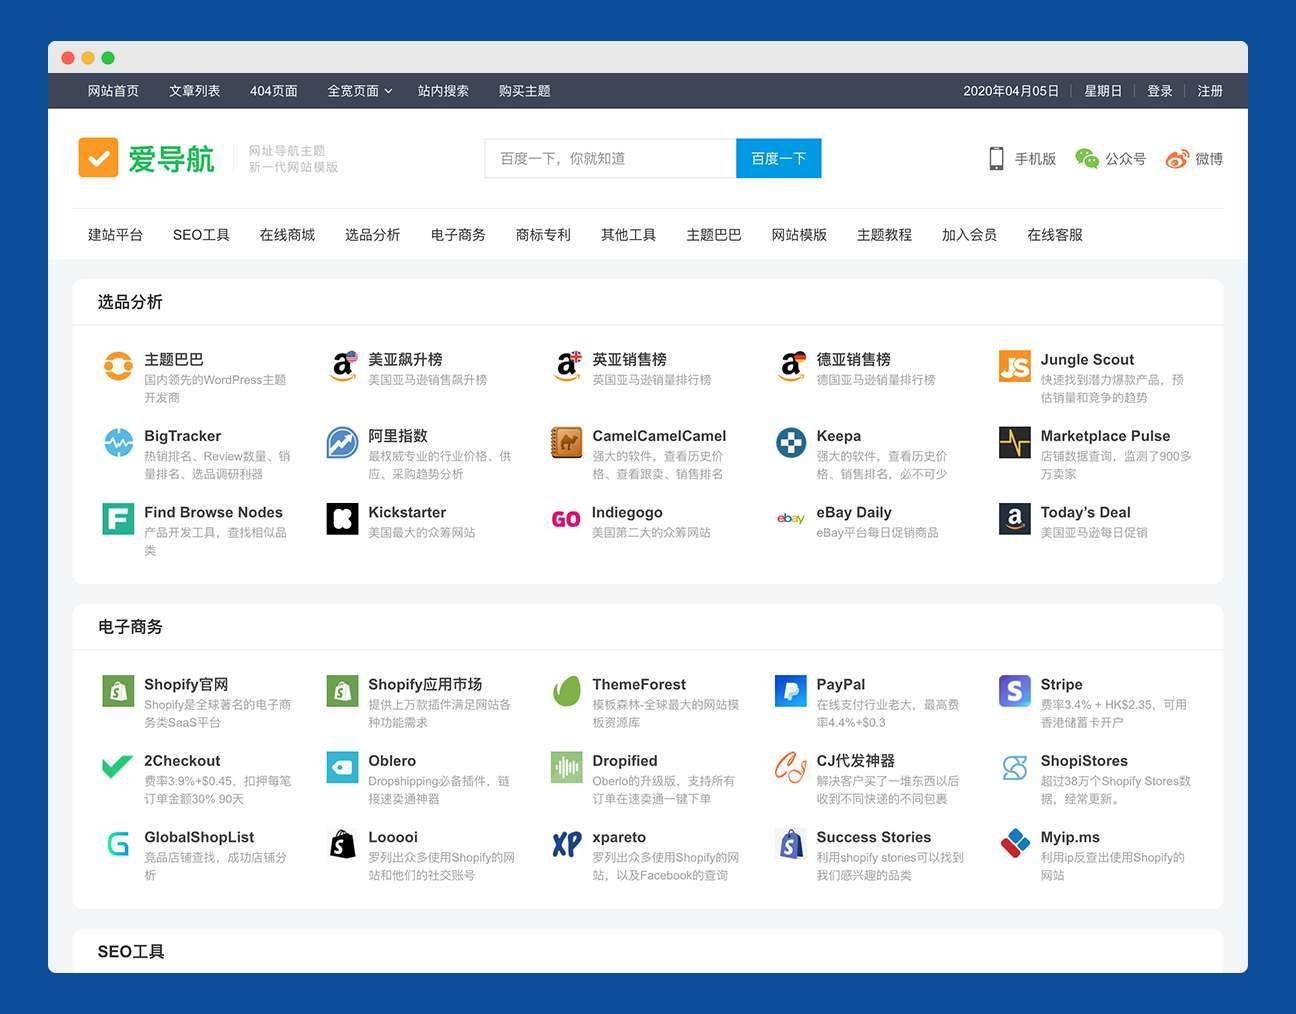 网站首页 文章列表 404页面 全宽页面 站内搜索 购买主题 2020年04月05日 星期日 登录 注册
爱导航
网址导航主题
新一代网站模版
百度一下，你就知道 百度一下
手机版 公众号 微博
建站平台 SEO工具 在线商城 选品分析 电子商务 商标专利 其他工具 主题巴巴 网站模版 主题教程 加入会员 在线客服
选品分析
主题巴巴
国内领先的WordPress主题
开发商
美亚飙升榜
美国亚马逊销售飙升榜
英亚销售榜
英国亚马逊销量排行榜
德亚销售榜
德国亚马逊销量排行榜
JS
Jungle Scout
快速找到潜力爆款产品，预
估销量和竞争的趋势
BigTracker
热销排名、Review数量、销
量排名、选品调研利器
阿里指数
最权威专业的行业价格、供
应、采购趋势分析
CamelCamelCamel
强大的软件，查看历史价
格、查看跟卖、销售排名
Keepa
强大的软件，查看历史价
格、销售排名，必不可少
Marketplace Pulse
店铺数据查询，监测了900多
万卖家
Find Browse Nodes
产品开发工具，查找相似品
类
Kickstarter
美国最大的众筹网站
GO
Indiegogo
美国第二大的众筹网站
ebay
eBay Daily
eBay平台每日促销商品
Today’s Deal
美国亚马逊每日促销
电子商务
Shopify官网
Shopify是全球著名的电子商
务类SaaS平台
Shopify应用市场
提供上万款插件满足网站各
种功能需求
ThemeForest
模板森林-全球最大的网站模
板资源库
PayPal
在线支付行业老大，最高费
率4.4%+$0.3
Stripe
费率3.4% + HK$2.35，可用
香港储蓄卡开户
2Checkout
费率3.9%+$0.45，扣押每笔
订单金额30% 90天
Oblero
Dropshipping必备插件，链
接速卖通神器
Dropified
Oberlo的升级版，支持所有
订单在速卖通一键下单
CJ代发神器
解决客户买了一堆东西以后
收到不同快递的不同包裹
ShopiStores
超过38万个Shopify Stores数
据，经常更新。
GlobalShopList
竞品店铺查找，成功店铺分
析
Looooi
罗列出众多使用Shopify的网
站和他们的社交账号
XP
xpareto
罗列出众多使用Shopify的网
站，以及Facebook的查询
Success Stories
利用shopify stories可以找到
我们感兴趣的品类
Myip.ms
利用ip反查出使用Shopify的
网站
SEO工具